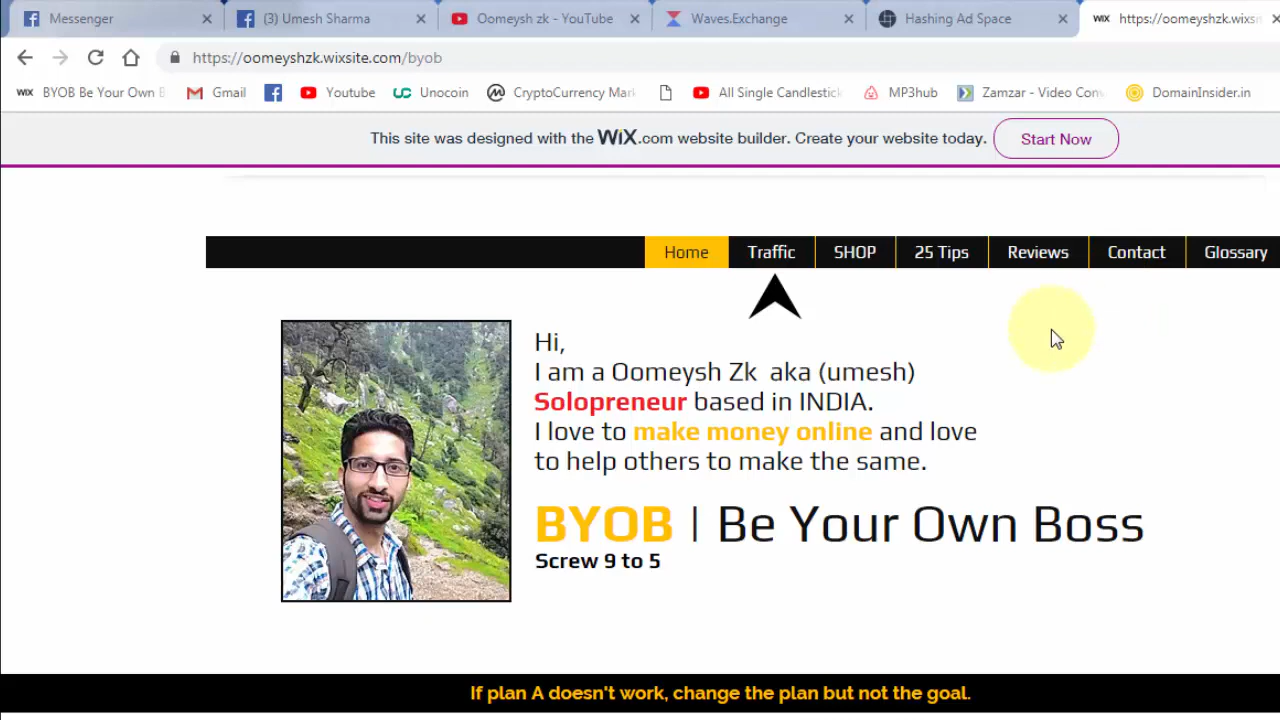 Messenger
(3) Umesh Sharma
Oomeysh zk - YouTube
Waves.Exchange
Hashing Ad Space
WIX https://oomeyshzk.wixsi
https://oomeyshzk.wixsite.com/byob
WIX BYOB Be Your Own B
Gmail
Youtube
Unocoin
CryptoCurrency Mark
All Single Candlestick
MP3hub
Zamzar - Video Con
DomainInsider.in
This site was designed with the WiX.com website builder. Create your website today.
Start Now
Home
Traffic
SHOP
25 Tips
Reviews
Contact
Glossary
Hi,
I am a Oomeysh Zk aka (umesh)
Solopreneur based in INDIA.
I love to make money online and love
to help others to make the same.
BYOB | Be Your Own Boss
Screw 9 to 5
If plan A doesn't work, change the plan but not the goal.